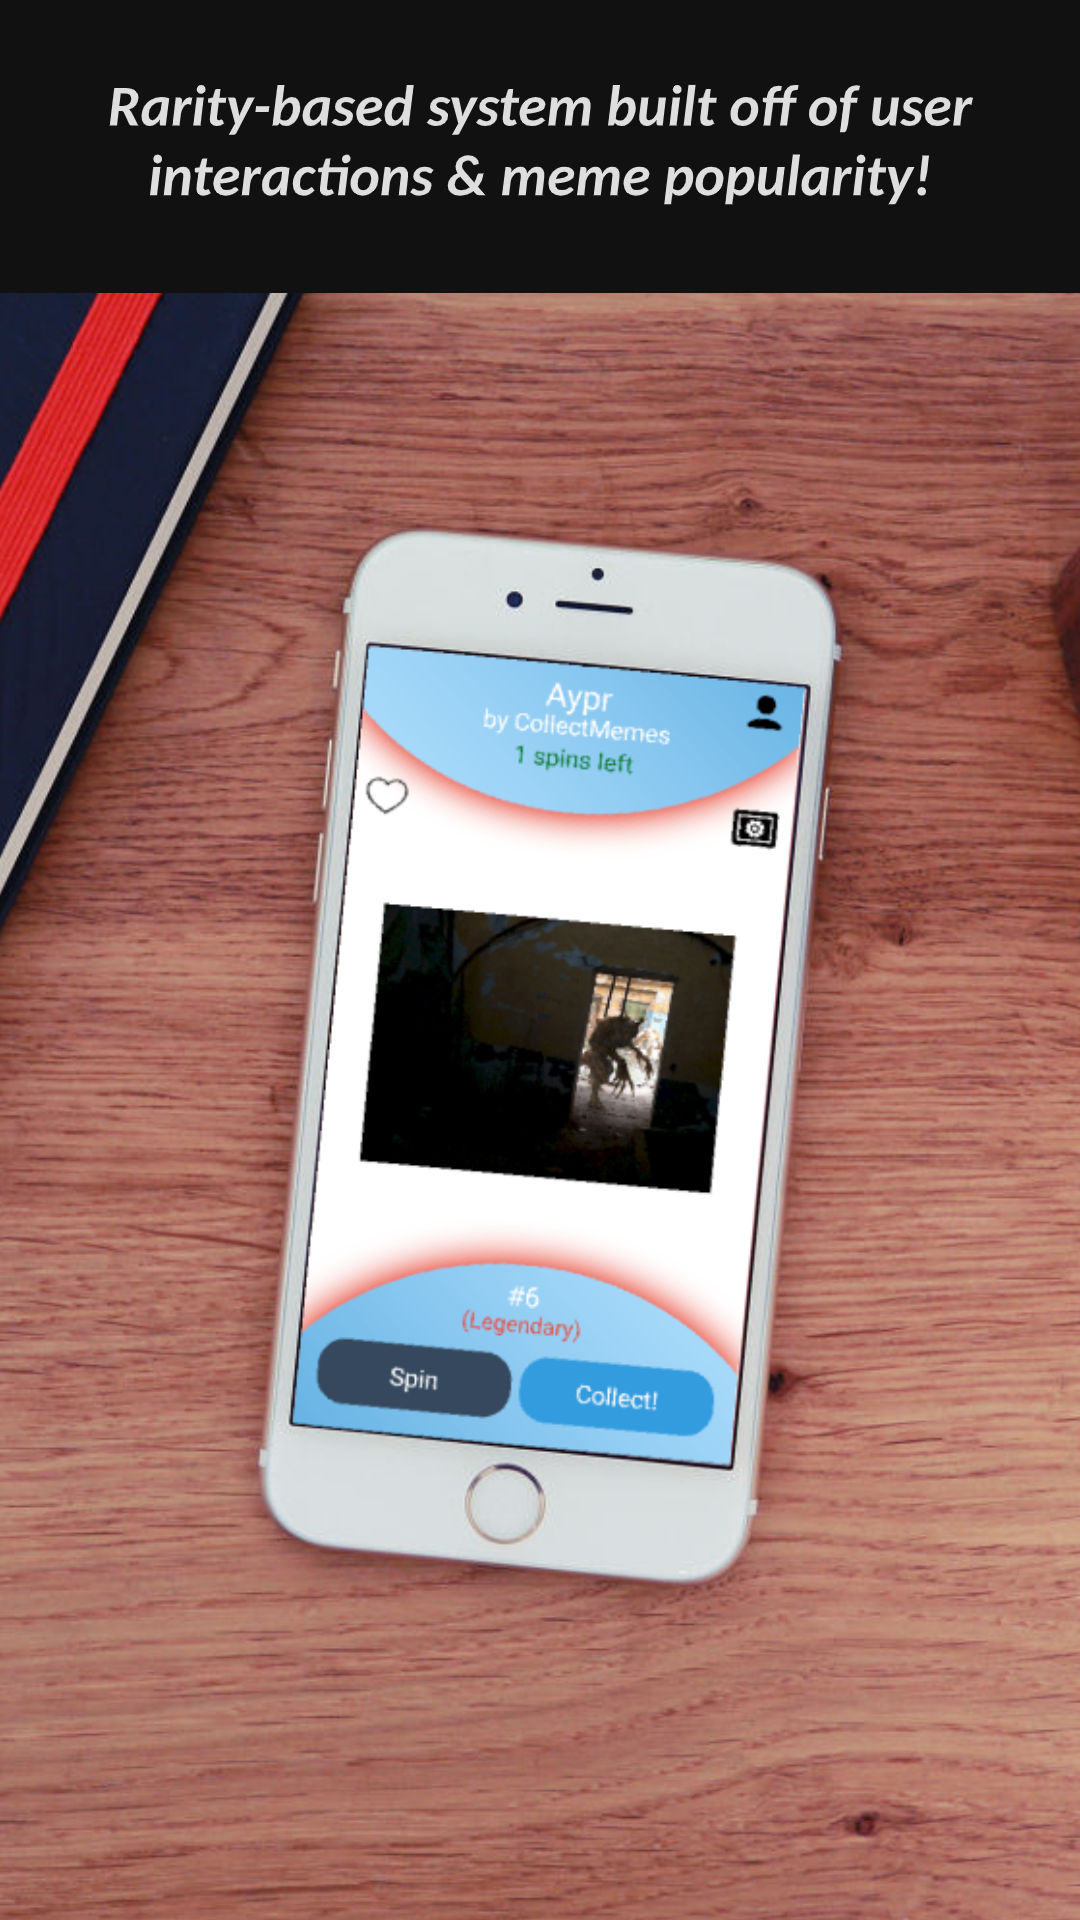 Rarity-based system built off of user
interactions & meme popularity!
Aypr
by CollectMemes
1 spins left
#6
(Legendary)
Spin
Collect!